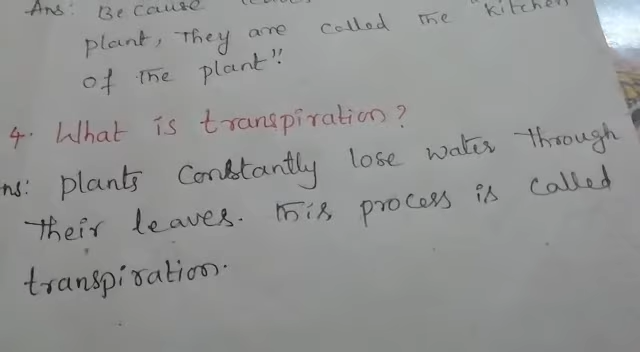 Ans: Because
plant, They are called the "kitchen
of the plant"
4. What is transpiration?
ns: plants constantly lose water through
their leaves. This process is called
transpiration.